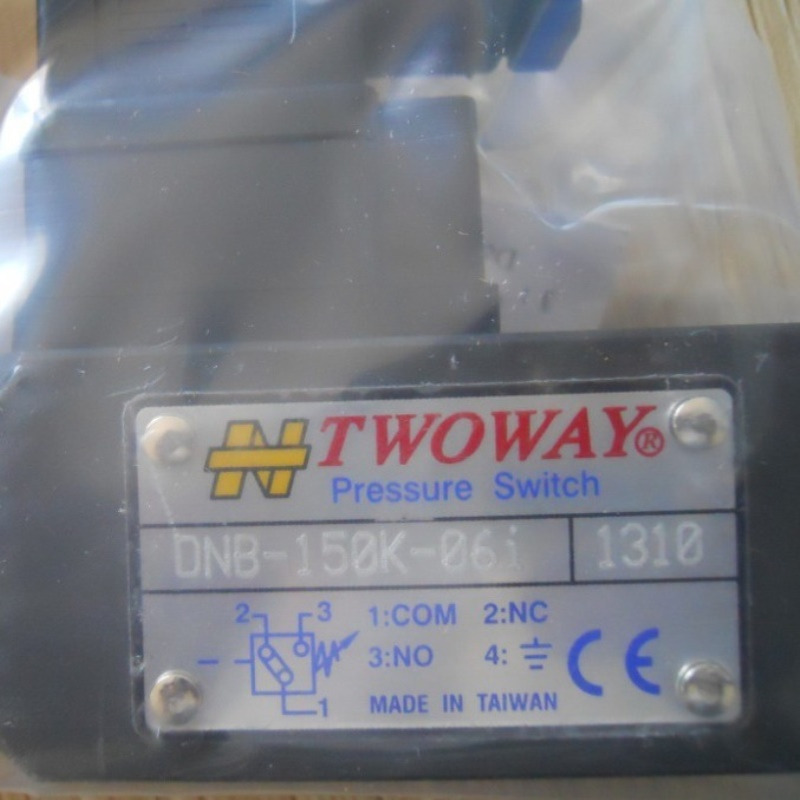 TWOWAY®
Pressure Switch
DNB-150K-06i 1310
2 3 1:COM 2:NC
3:NO 4: CE
1 MADE IN TAIWAN